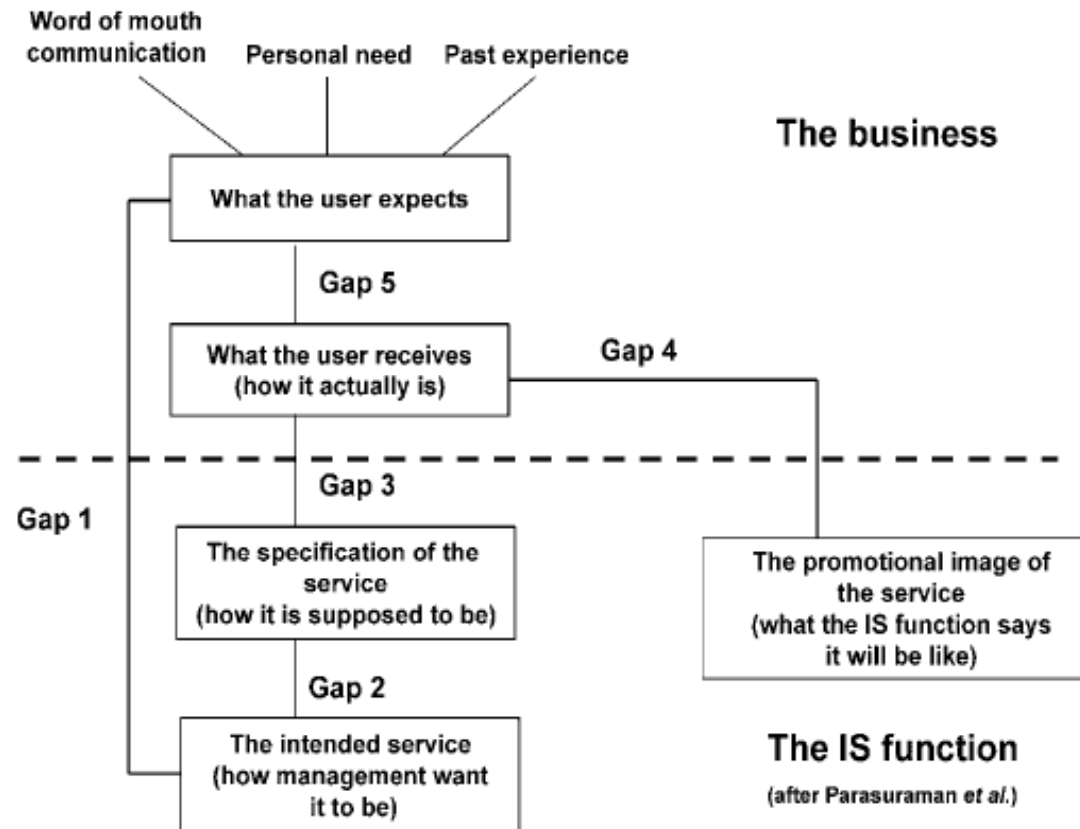 Word of mouth
communication
Personal need
Past experience
The business
What the user expects
Gap 5
What the user receives
(how it actually is)
Gap 4
Gap 3
Gap 1
The specification of the
service
(how it is supposed to be)
The promotional image of
the service
(what the IS function says
it will be like)
Gap 2
The intended service
(how management want
it to be)
The IS function
(after Parasuraman et al.)